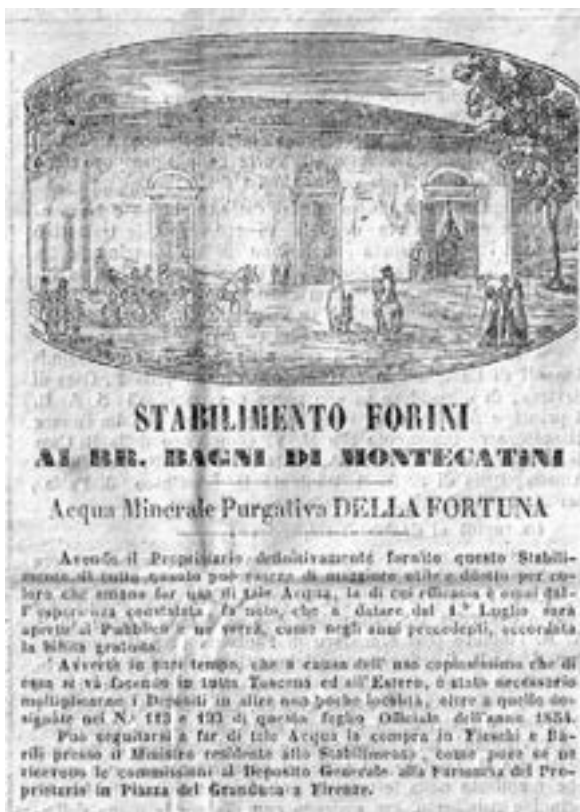 STABILIMENTO FORINI
AI RR. BAGNI DI MONTECATINI
Acqua Minerale Purgativa DELLA FORTUNA
Avendo il Proprietario definitivamente fornito questo Stabili-
mento di tutto quanto può essere di maggiore utile e diletto per co-
loro che amano far uso di tale Acqua, la di cui efficacia è omai dal-
l'esperienza constatata, fa noto, che a datare dal 1.º Luglio sarà
aperto al Pubblico e ne verrà, come negli anni precedenti, accordata
la bibita gratuita.
Avverte in pari tempo, che a causa dell' uso copiosissimo che di
essa si va facendo in tutta Toscana ed all'Estero, è stato necessario
multiplicarne i Depositi in altre non poche località, oltre a quelle de-
signate nei N.i 113 e 123 di questo foglio Officiale dell'anno 1854.
Può seguitarsi a far di tale Acqua la compra in Fiaschi e Ba-
rili presso il Ministro residente allo Stabilimento, come pure se ne
ricevono le commissioni al Deposito Generale alla Farmacia del Pro-
prietario in Piazza del Granduca a Firenze.